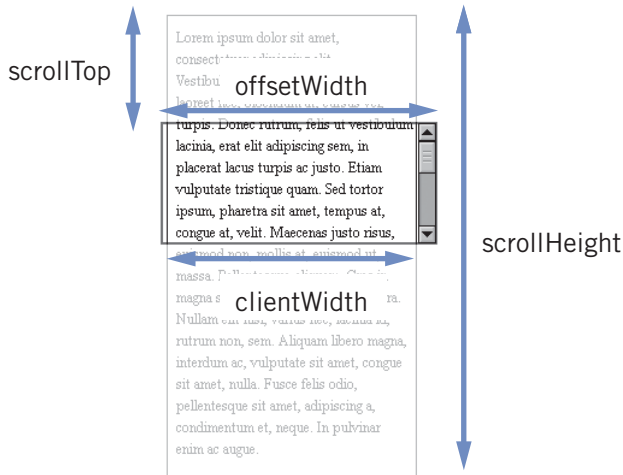 Lorem ipsum dolor sit amet,
scrollTop
Vestibu
offsetWidth
turpis. Donec rutrum, felis ut vestibulum
lacinia, erat elit adipiscing sem, in
placerat lacus turpis ac justo. Etiam
vulputate tristique quam. Sed tortor
ipsum, pharetra sit amet, tempus at,
congue at, velit. Maecenas justo risus,
scrollHeight
massa.
magna s
clientWidth
ra.
rutrum non, sem. Aliquam libero magna,
interdum ac, vulputate sit amet, congue
sit amet, nulla. Fusce felis odio,
pellentesque sit amet, adipiscing a,
condimentum et, neque. In pulvinar
enim ac augue.